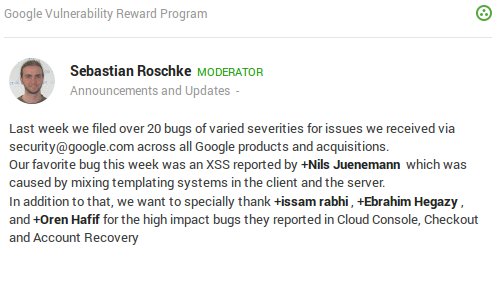 Google Vulnerability Reward Program
Sebastian Roschke MODERATOR
Announcements and Updates -
Last week we filed over 20 bugs of varied severities for issues we received via
security@google.com across all Google products and acquisitions.
Our favorite bug this week was an XSS reported by +Nils Juenemann which was
caused by mixing templating systems in the client and the server.
In addition to that, we want to specially thank +issam rabhi , +Ebrahim Hegazy ,
and +Oren Hafif for the high impact bugs they reported in Cloud Console, Checkout
and Account Recovery